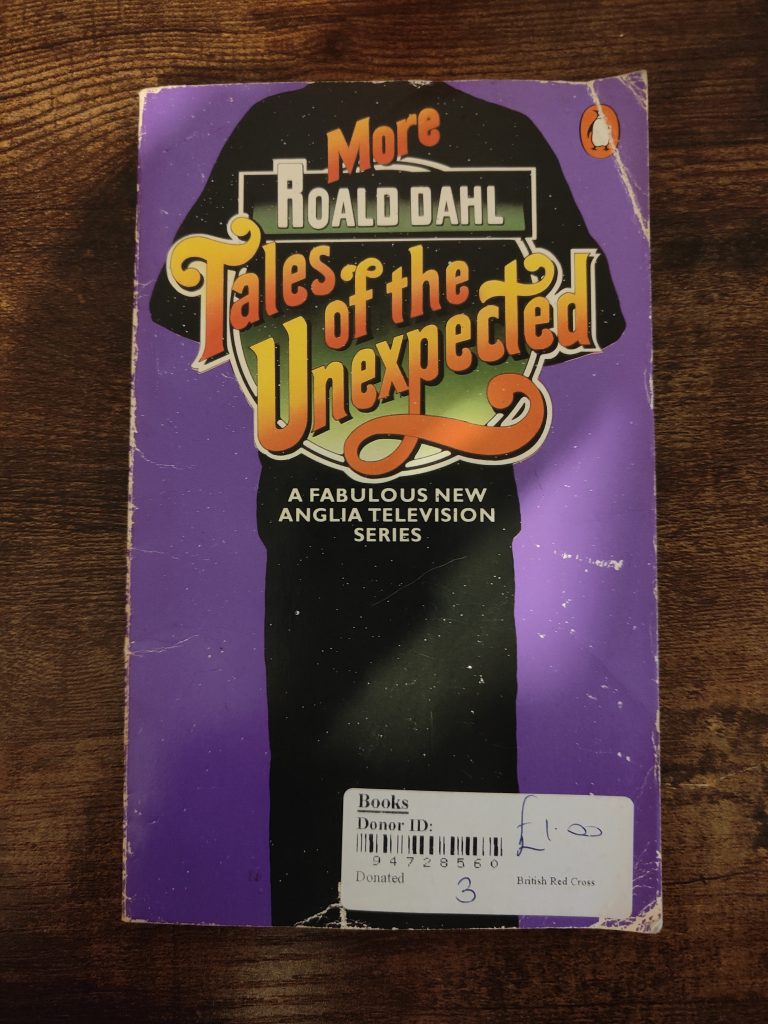 More
ROALD DAHL
Tales of the
Unexpected
A FABULOUS NEW
ANGLIA TELEVISION
SERIES
Books
Donor ID:
£1.00
94728560
Donated
3
British Red Cross